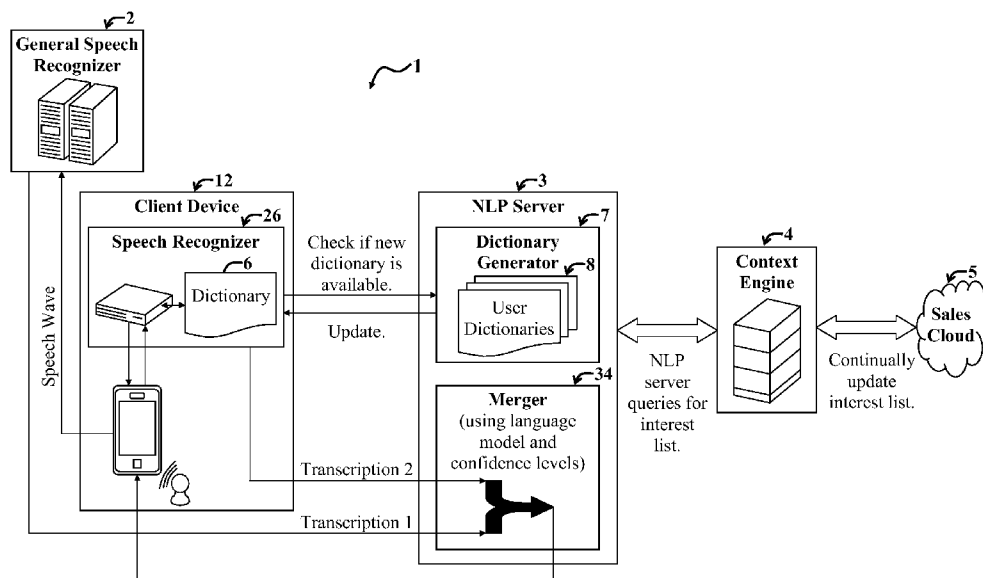 2
General Speech
Recognizer
1
12
Client Device
26
Speech Recognizer
6
Dictionary
Speech Wave
Check if new
dictionary is
available.
Update.
3
NLP Server
7
Dictionary
Generator
8
User
Dictionaries
34
Merger
(using language
model and
confidence levels)
Transcription 2
Transcription 1
NLP
server
queries for
interest
list.
4
Context
Engine
Continually
update
interest list.
5
Sales
Cloud